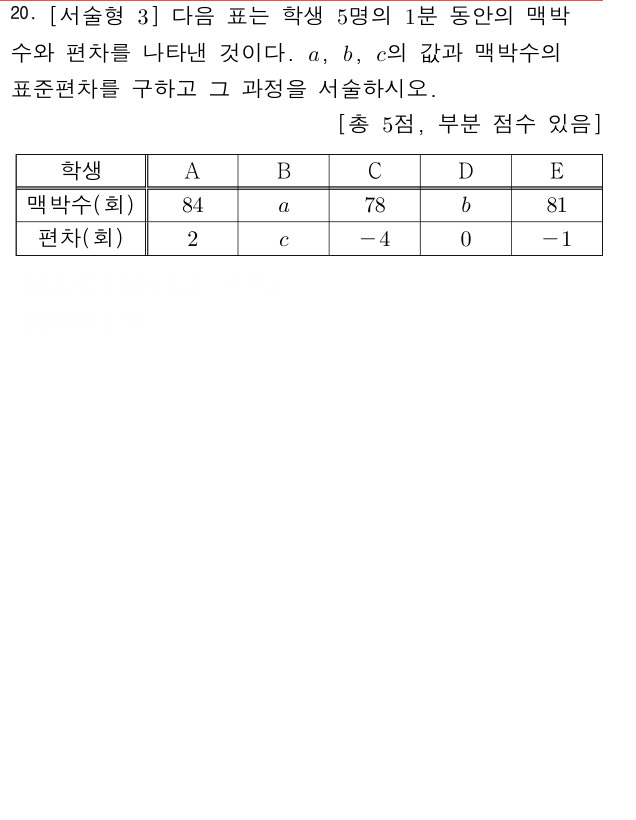 20. [서술형 3] 다음 표는 학생 5명의 1분 동안의 맥박
수와 편차를 나타낸 것이다. a, b, c의 값과 맥박수의
표준편차를 구하고 그 과정을 서술하시오.
[총 5점, 부분 점수 있음]
학생 A B C D E
맥박수(회) 84 a 78 b 81
편차(회) 2 c −4 0 −1